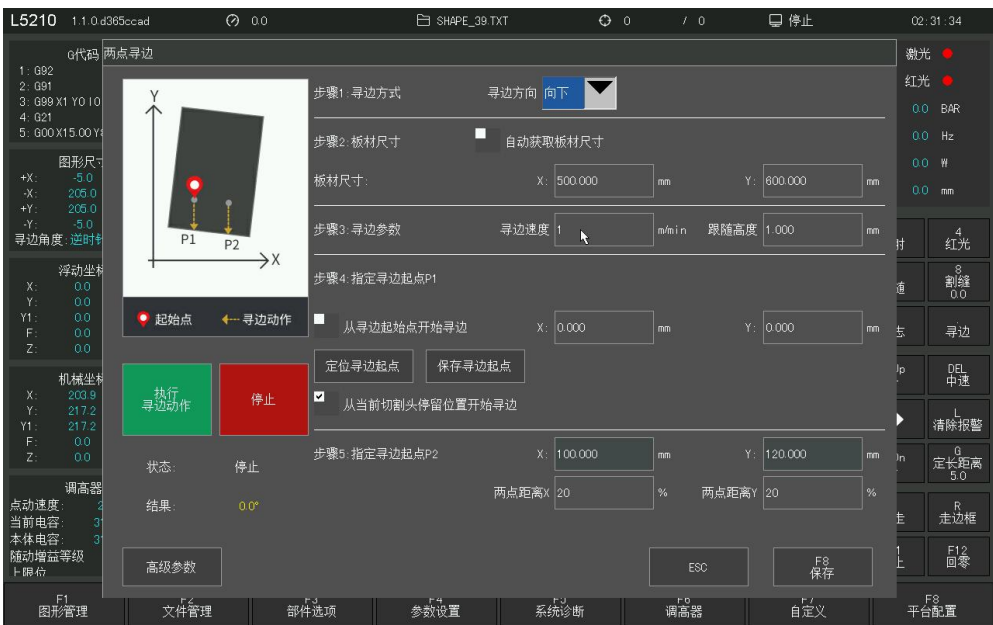 L5210 1.1.0.d365ccad 0.0 SHAPE_39.TXT 0 / 0 停止 02:31:34
G代码
1: G92
2: G91
3: G99 X1 Y0 I0
4: G21
5: G00 X15.00
图形尺
+X: -5.0
-X: 205.0
+Y: 205.0
-Y: -5.0
寻边角度:逆时针
浮动坐标
X: 0.0
Y: 0.0
Y1: 0.0
F: 0.0
Z: 0.0
机械坐标
X: 203.9
Y: 217.2
Y1: 217.2
F: 0.0
Z: 0.0
调高器
点动速度: 2
当前电容: 3
本体电容: 3
随动增益等级
上限位
两点寻边
Y
P1 P2
X
起始点 寻边动作
执行
寻边动作
停止
状态: 停止
结果: 0.0°
高级参数
步骤1:寻边方式 寻边方向 向下
步骤2:板材尺寸 自动获取板材尺寸
板材尺寸: X: 500.000 mm Y: 600.000 mm
步骤3:寻边参数 寻边速度 1 m/min 跟随高度 1.000 mm
步骤4:指定寻边起点P1
从寻边起始点开始寻边 X: 0.000 mm Y: 0.000 mm
定位寻边起点 保存寻边起点
从当前切割头停留位置开始寻边
步骤5:指定寻边起点P2 X: 100.000 mm Y: 120.000 mm
两点距离X 20 % 两点距离Y 20 %
ESC
F8
保存
激光
红光
0.0 BAR
0.0 Hz
0.0 W
0.0 mm
4
红光
8
割缝
0.0
寻边
DEL
中速
L
清除报警
G
定长距离
5.0
R
走边框
F12
回零
F1
图形管理
F2
文件管理
F3
部件选项
F4
参数设置
F5
系统诊断
F6
调高器
F7
自定义
F8
平台配置